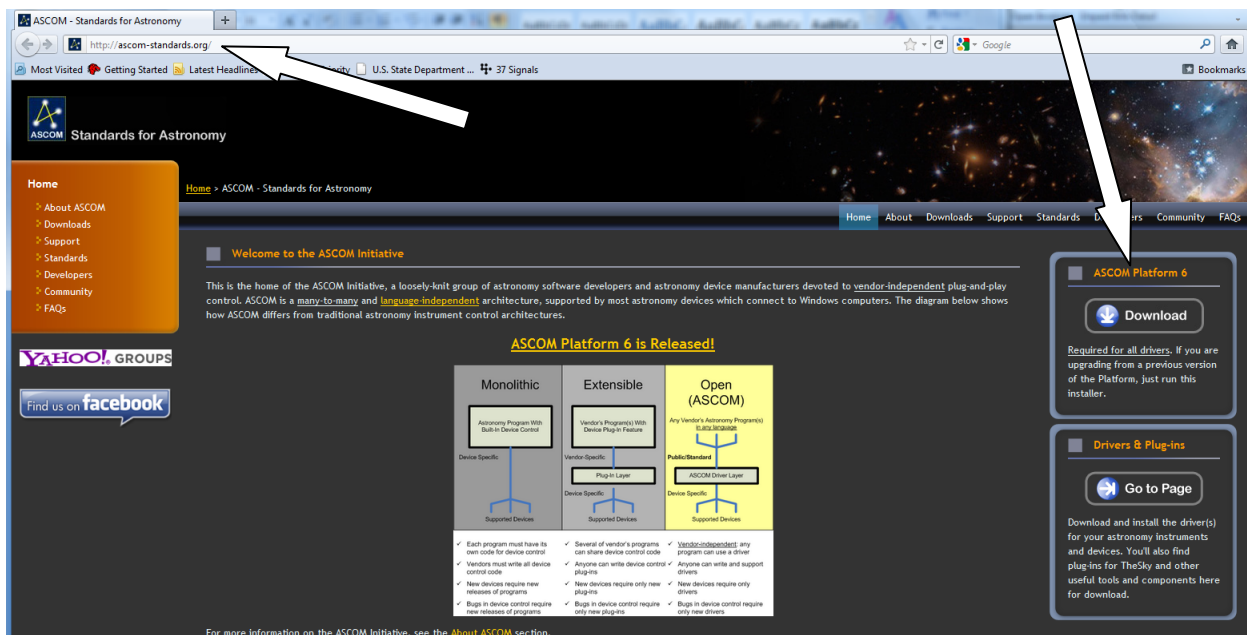 ASCOM - Standards for Astronomy
http://ascom-standards.org/
Google
Most Visited Getting Started Latest Headlines U.S. State Department ... 37 Signals
Bookmarks
ASCOM Standards for Astronomy
Home
About ASCOM
Downloads
Support
Standards
Developers
Community
FAQs
YAHOO! GROUPS
Find us on facebook
Home > ASCOM - Standards for Astronomy
Home About Downloads Support Standards Community FAQs
Welcome to the ASCOM Initiative
This is the home of the ASCOM Initiative, a loosely-knit group of astronomy software developers and astronomy device manufacturers devoted to vendor-independent plug-and-play
control. ASCOM is a many-to-many and language-independent architecture, supported by most astronomy devices which connect to Windows computers. The diagram below shows
how ASCOM differs from traditional astronomy instrument control architectures.
ASCOM Platform 6 is Released!
Monolithic
Astronomy Program With
Built-In Device Control
Device Specific
Supported Devices
Each program must have its
own code for device control
Vendors must write all device
control code
New devices require new
releases of programs
Bugs in device control require
new releases of programs
Extensible
Vendor's Program(s) With
Device Plug-In Feature
Vendor-Specific
Plug-In Layer
Device Specific
Supported Devices
Several of vendor's programs
can share device control code
Anyone can write device control
plug-ins
New devices require only new
plug-ins
Bugs in device control require
only new plug-ins
Open
(ASCOM)
Any Vendor's Astronomy Program(s)
in any language
Public/Standard
ASCOM Driver Layer
Device Specific
Supported Devices
Vendor-independent: any
program can use a driver
Anyone can write and support
drivers
New devices require only
drivers
Bugs in device control require
only new drivers
For more information on the ASCOM Initiative, see the About ASCOM section.
ASCOM Platform 6
Download
Required for all drivers. If you are
upgrading from a previous version
of the Platform, just run this
installer.
Drivers & Plug-ins
Go to Page
Download and install the driver(s)
for your astronomy instruments
and devices. You'll also find
plug-ins for TheSky and other
useful tools and components here
for download.